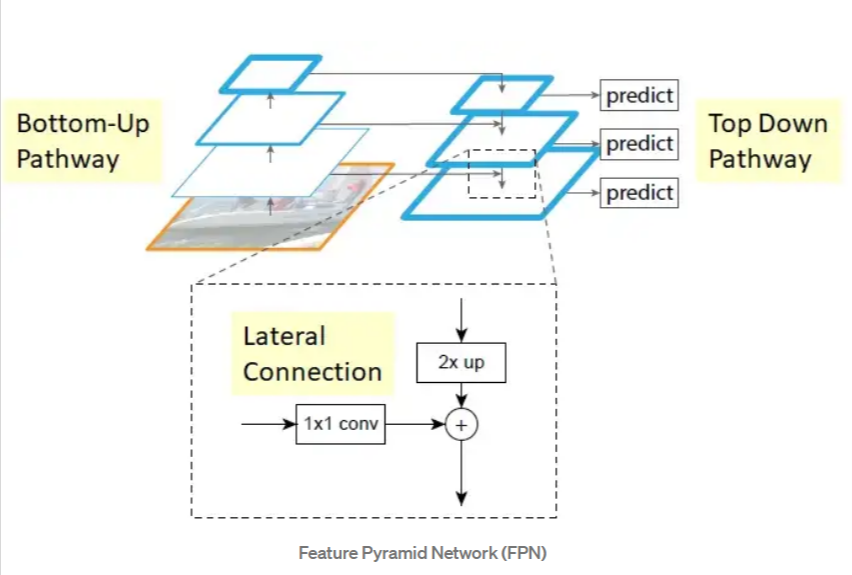 Bottom-Up
Pathway
predict
predict
predict
Top Down
Pathway
Lateral
Connection
2x up
1x1 conv
+
Feature Pyramid Network (FPN)